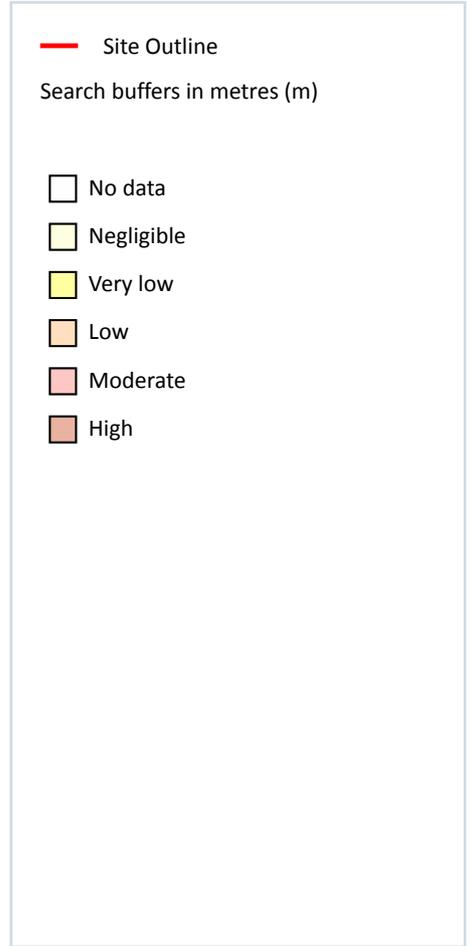 Site Outline
Search buffers in metres (m)
No data
Negligible
Very low
Low
Moderate
High